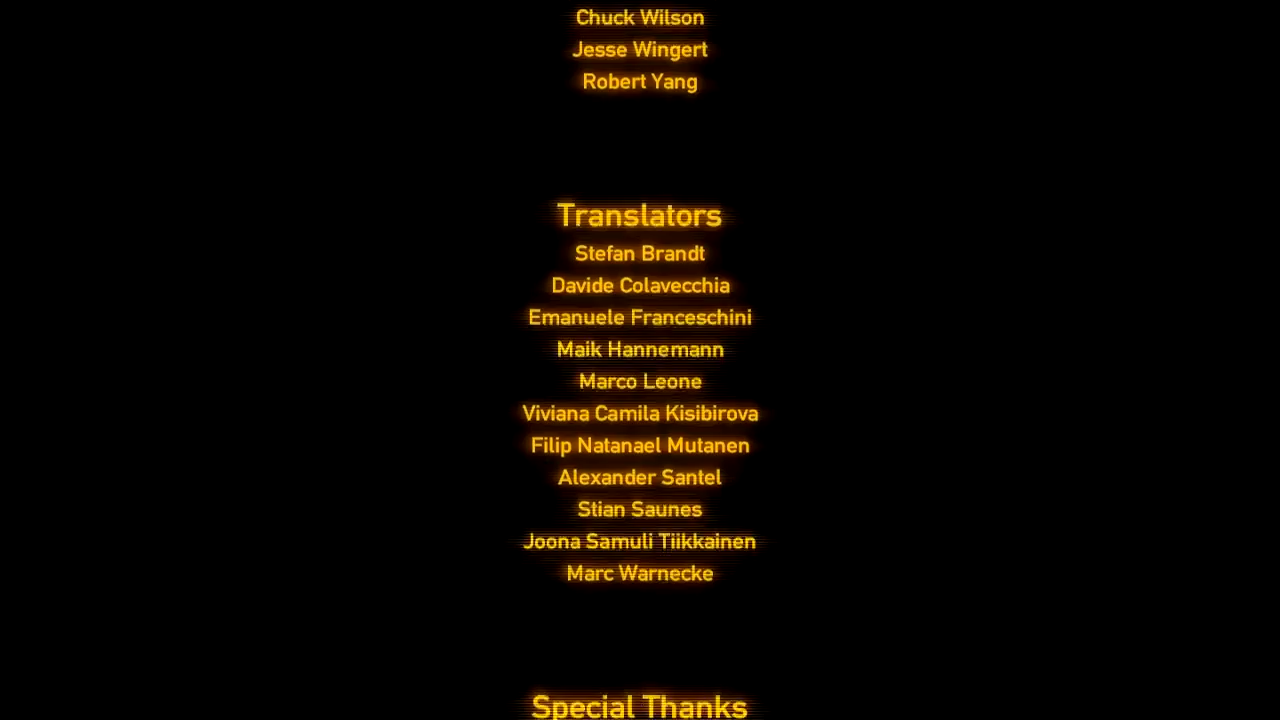 Chuck Wilson
Jesse Wingert
Robert Yang
Translators
Stefan Brandt
Davide Colavecchia
Emanuele Franceschini
Maik Hannemann
Marco Leone
Viviana Camila Kisibirova
Filip Natanael Mutanen
Alexander Santel
Stian Saunes
Joona Samuli Tiikkainen
Marc Warnecke
Special Thanks